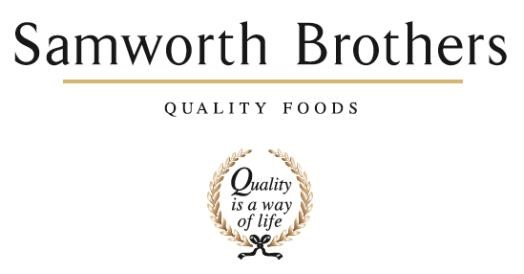 Samworth Brothers
QUALITY FOODS
Quality
is a way
of life